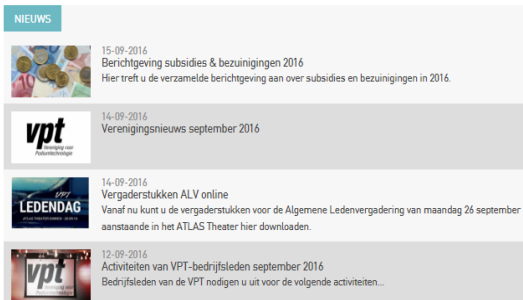 NIEUWS
15-09-2016
Berichtgeving subsidies & bezuinigingen 2016
Hier treft u de verzamelde berichtgeving aan over subsidies en bezuinigingen in 2016.
14-09-2016
vpt
Vereniging voor
Podiumtechnologie
Verenigingsnieuws september 2016
14-09-2016
VPT
LEDENDAG
Vergaderstukken ALV online
Vanaf nu kunt u de vergaderstukken voor de Algemene Ledenvergadering van maandag 26 september
aanstaande in het ATLAS Theater hier downloaden.
12-09-2016
vpt
Activiteiten van VPT-bedrijfsleden september 2016
Bedrijfsleden van de VPT nodigen u uit voor de volgende activiteiten...